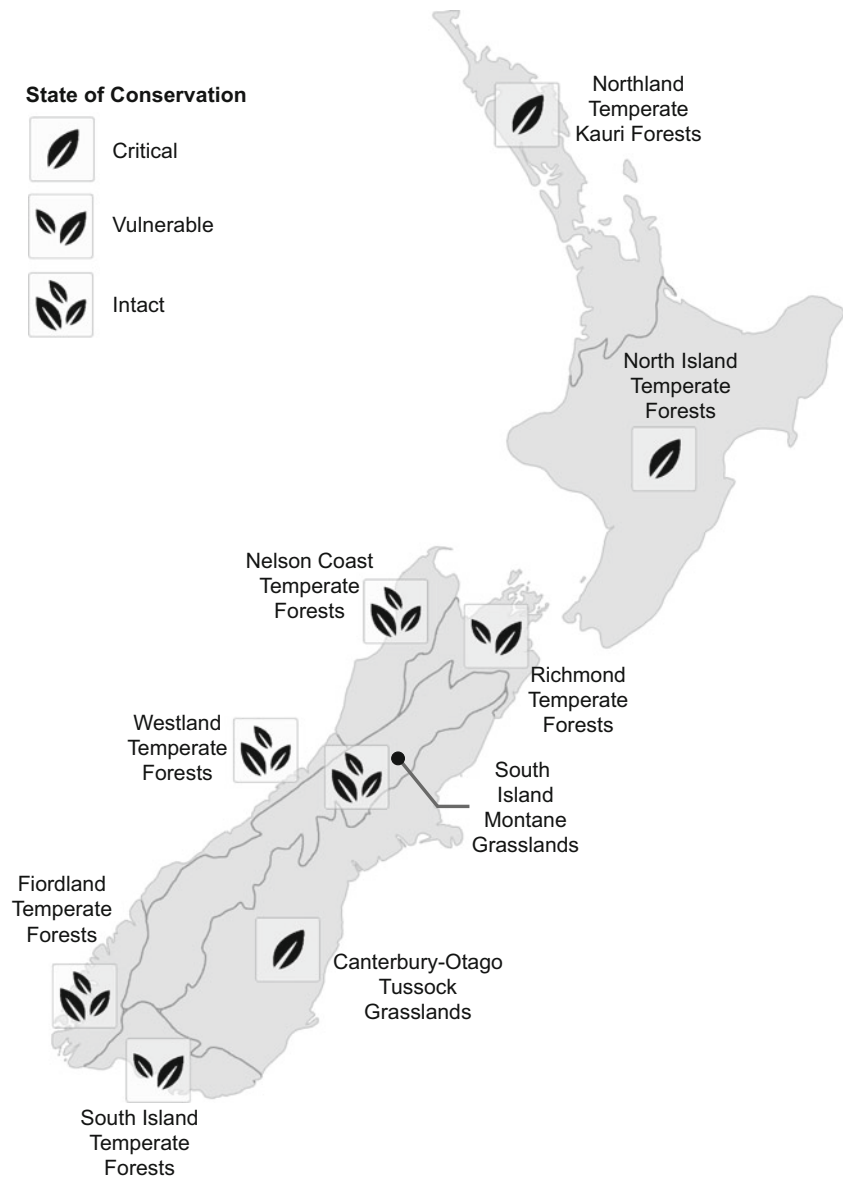 State of Conservation
Critical
Vulnerable
Intact
Northland
Temperate
Kauri Forests
North Island
Temperate
Forests
Nelson Coast
Temperate
Forests
Richmond
Temperate
Forests
Westland
Temperate
Forests
South
Island
Montane
Grasslands
Fiordland
Temperate
Forests
Canterbury-Otago
Tussock
Grasslands
South Island
Temperate
Forests